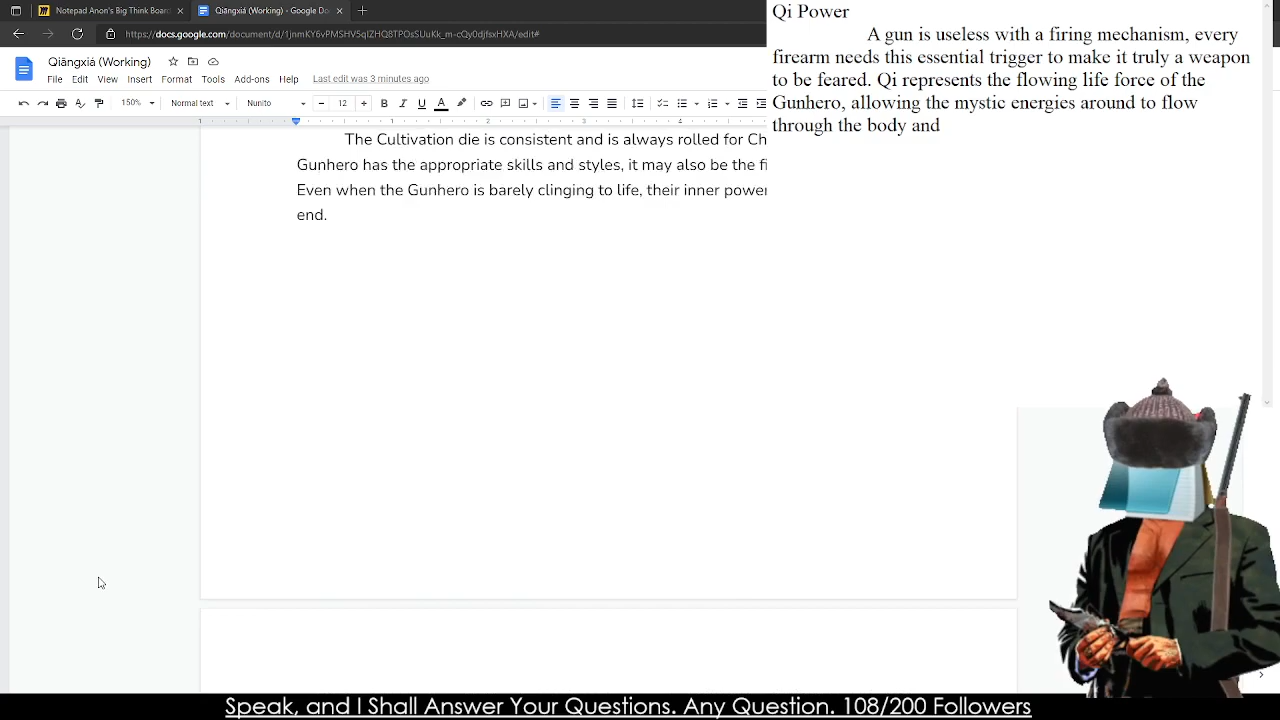 Notepad Anon's Big Think Board
Qiāngxiá (Working) - Google Do
https://docs.google.com/document/d/1jnmKY6vPMSHV5qIZHQ8TPOsSUuKk_m-cQy0djfsxHXA/edit#
Qiāngxiá (Working)
File Edit View Insert Format Tools Add-ons Help Last edit was 3 minutes ago
150% Normal text Nunito 12 B I U A
1 1 2 3 4
The Cultivation die is consistent and is always rolled for Ch
Gunhero has the appropriate skills and styles, it may also be the fi
Even when the Gunhero is barely clinging to life, their inner power
end.
Qi Power
A gun is useless with a firing mechanism, every
firearm needs this essential trigger to make it truly a weapon
to be feared. Qi represents the flowing life force of the
Gunhero, allowing the mystic energies around to flow
through the body and
Speak, and I Shall Answer Your Questions. Any Question. 108/200 Followers